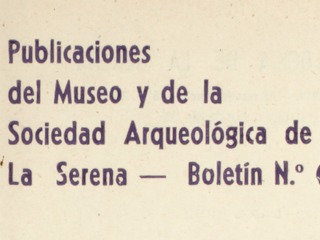 Publicaciones
del Museo y de la
Sociedad Arqueológica de
La Serena — Boletín N.º